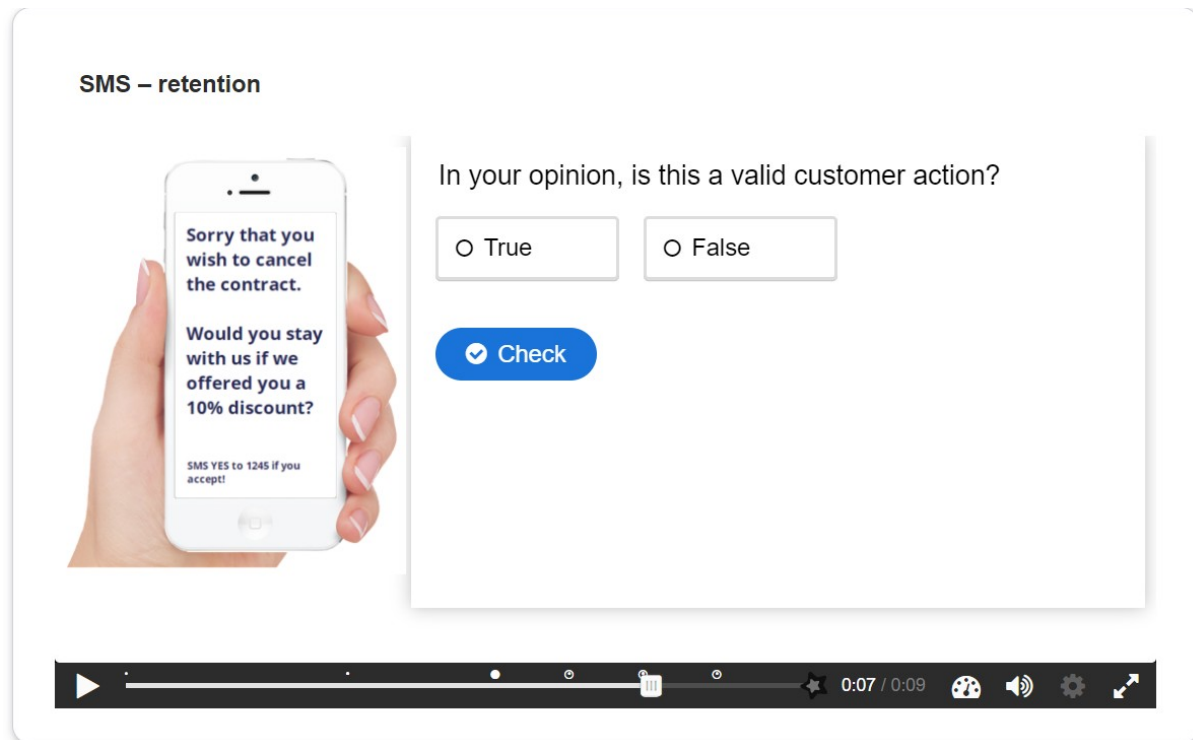 SMS – retention
Sorry that you
wish to cancel
the contract.
Would you stay
with us if we
offered you a
10% discount?
SMS YES to 1245 if you
accept!
In your opinion, is this a valid customer action?
True
False
Check
0:07 / 0:09